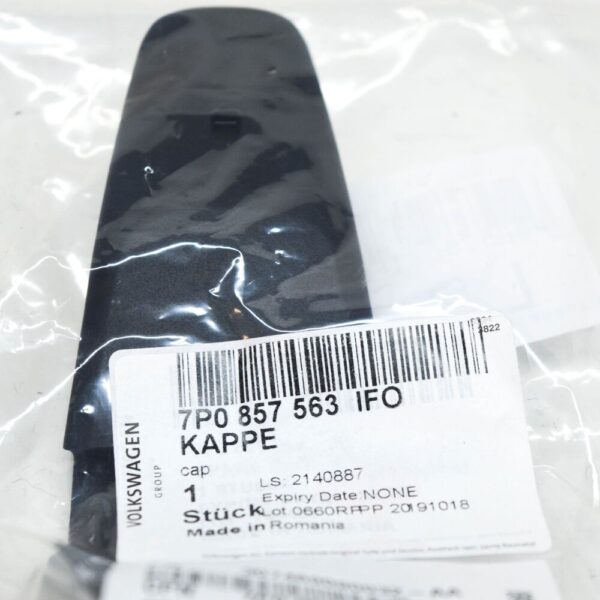 3822
7P0 857 563 IFO
KAPPE
cap
1
Stück
LS: 2140887
Expiry Date:NONE
Lot 0660RPPP 20191018
Made in Romania
VOLKSWAGEN
GROUP